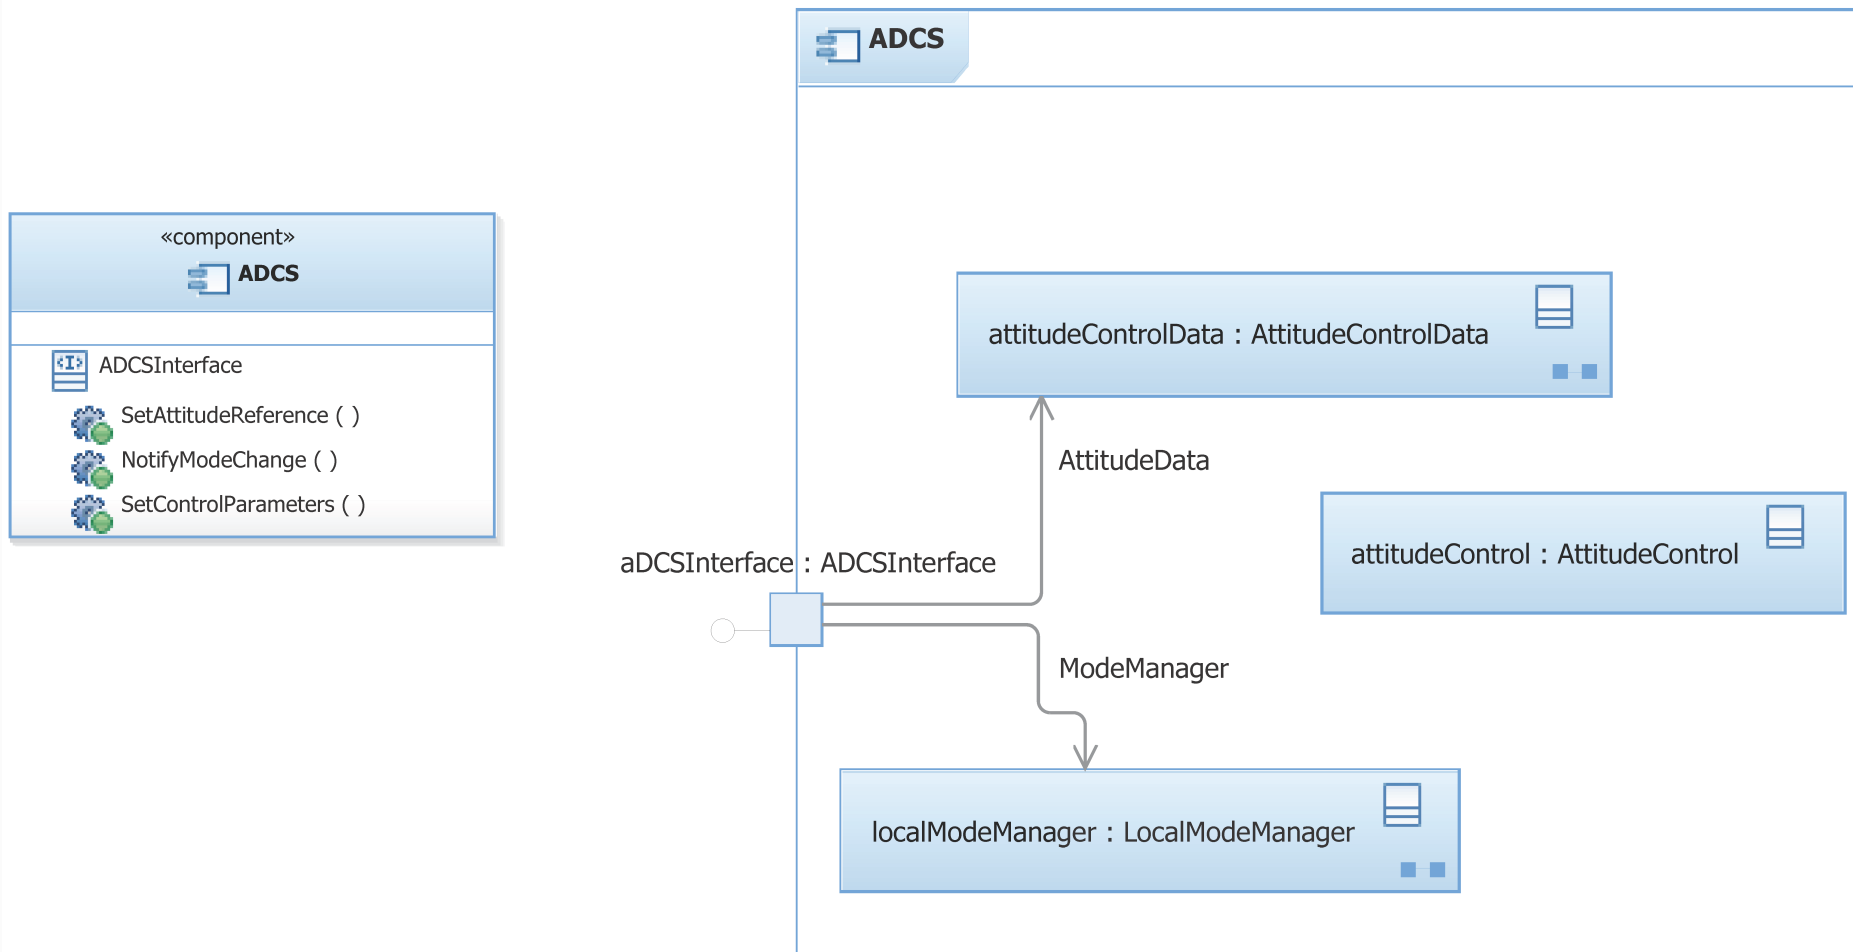 «component»
ADCS
ADCSInterface
SetAttitudeReference ( )
NotifyModeChange ( )
SetControlParameters ( )
ADCS
attitudeControlData : AttitudeControlData
AttitudeData
attitudeControl : AttitudeControl
aDCSInterface : ADCSInterface
ModeManager
localModeManager : LocalModeManager